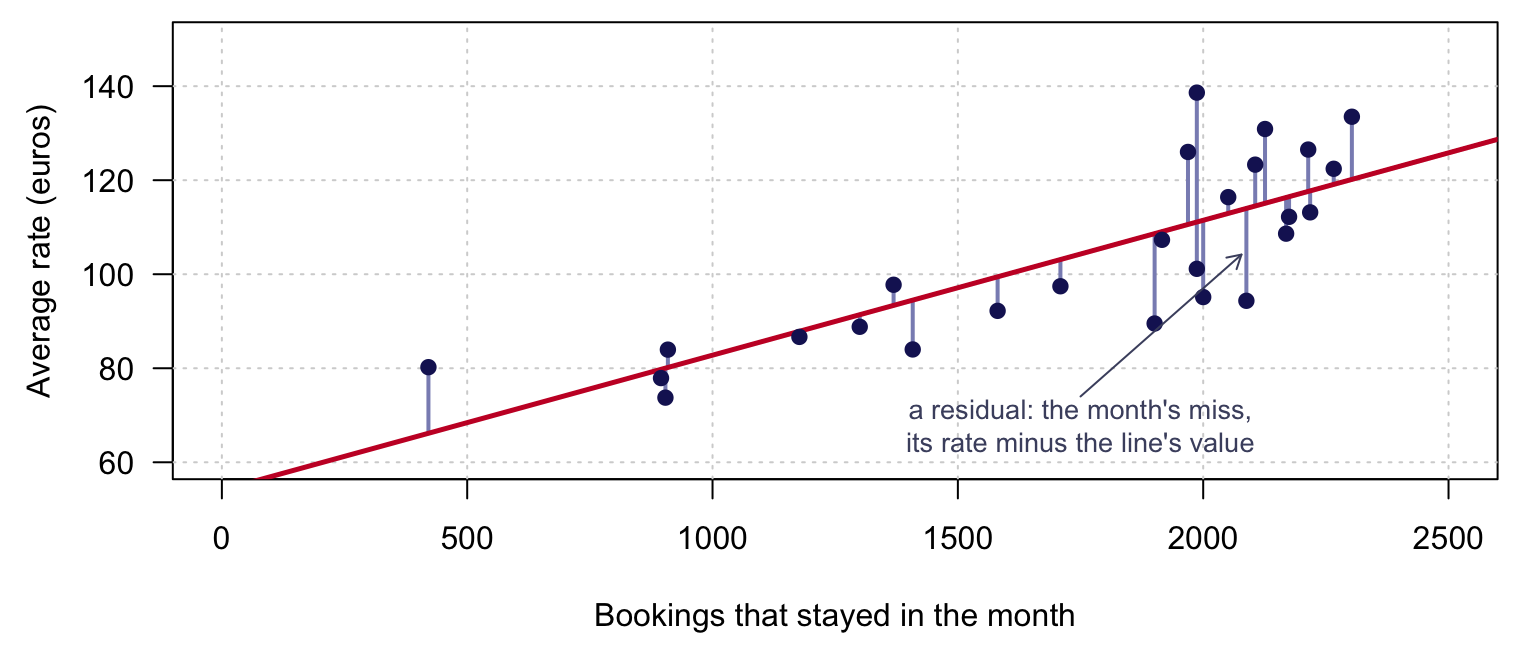 140
120
100
80
60
Average rate (euros)
a residual: the month's miss,
its rate minus the line's value
0 500 1000 1500 2000 2500
Bookings that stayed in the month